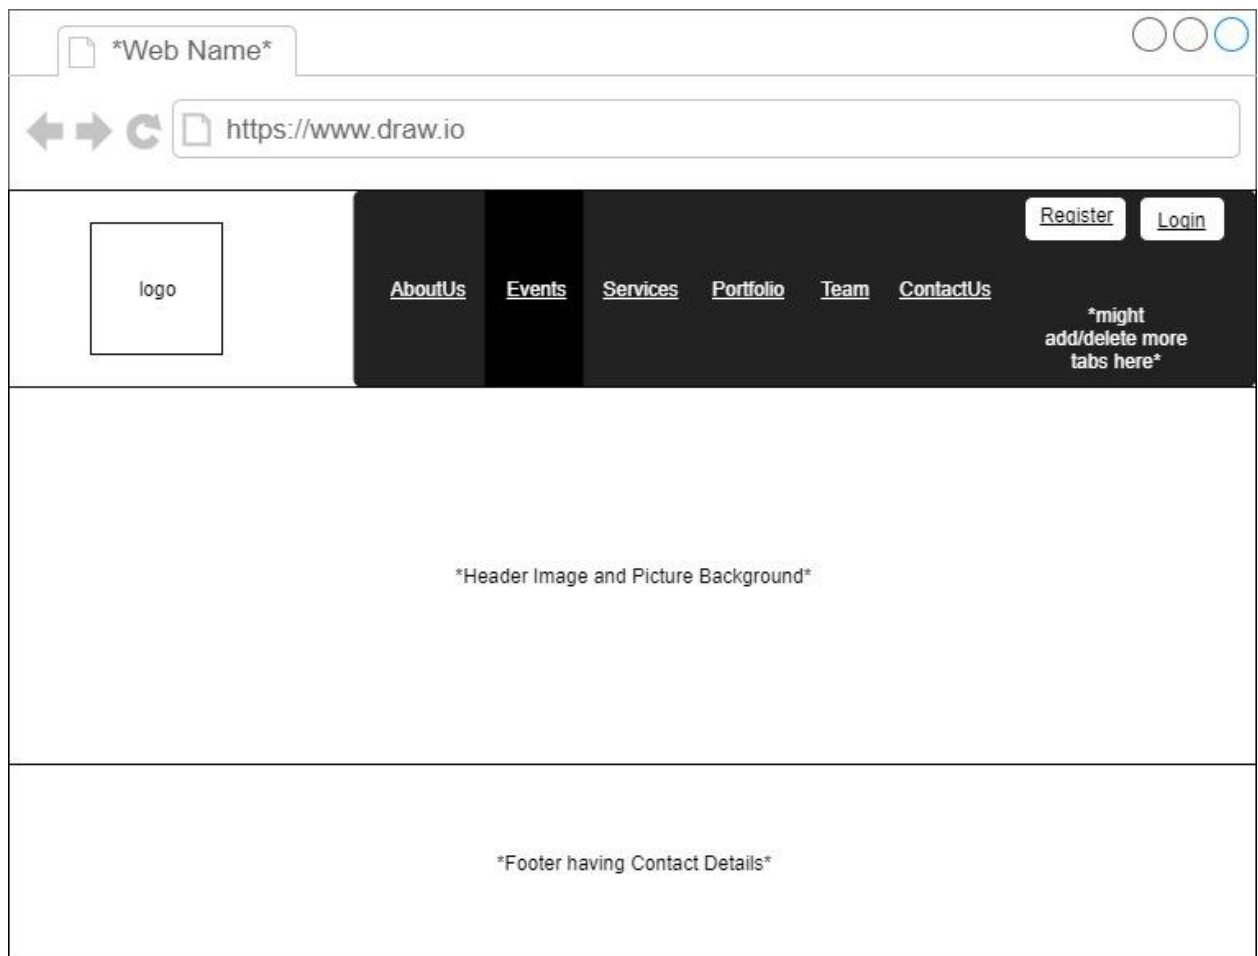 *Web Name*
https://www.draw.io
Register
Login
logo
AboutUs
Events
Services
Portfolio
Team
ContactUs
*might
add/delete more
tabs here*
*Header Image and Picture Background*
*Footer having Contact Details*